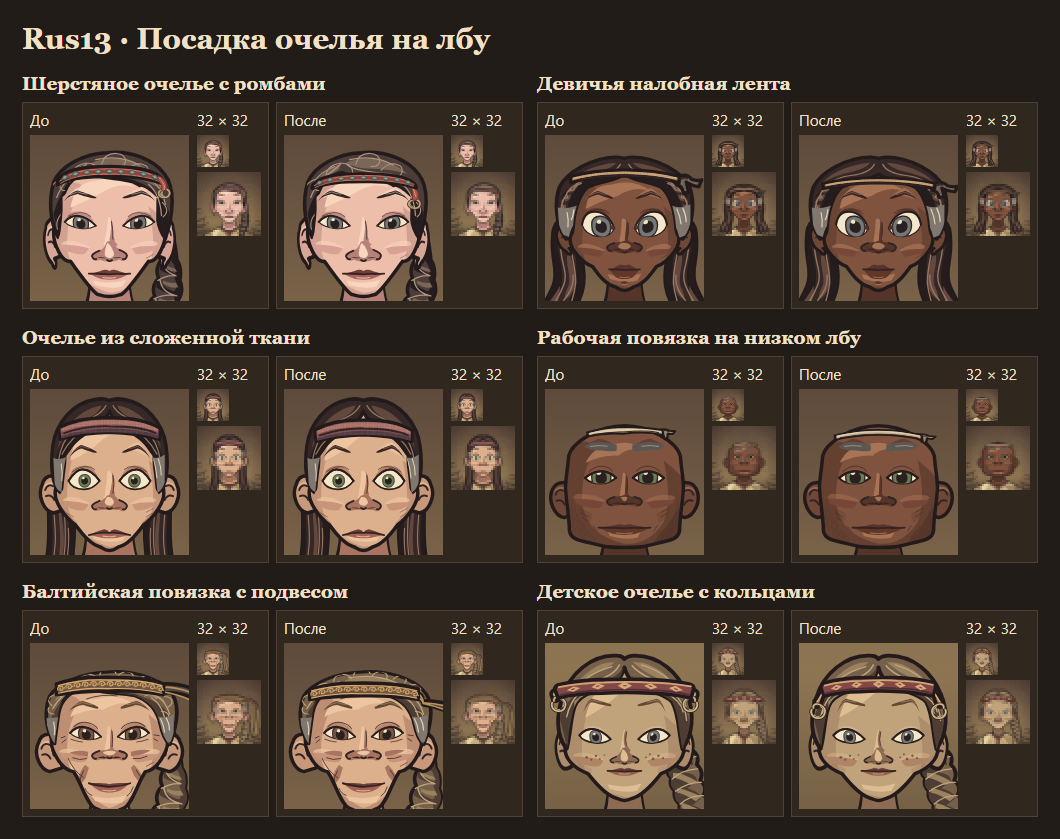 Rus13 · Посадка очелья на лбу
Шерстяное очелье с ромбами
До
32 × 32
После
32 × 32
Девичья налобная лента
До
32 × 32
После
32 × 32
Очелье из сложенной ткани
До
32 × 32
После
32 × 32
Рабочая повязка на низком лбу
До
32 × 32
После
32 × 32
Балтийская повязка с подвесом
До
32 × 32
После
32 × 32
Детское очелье с кольцами
До
32 × 32
После
32 × 32